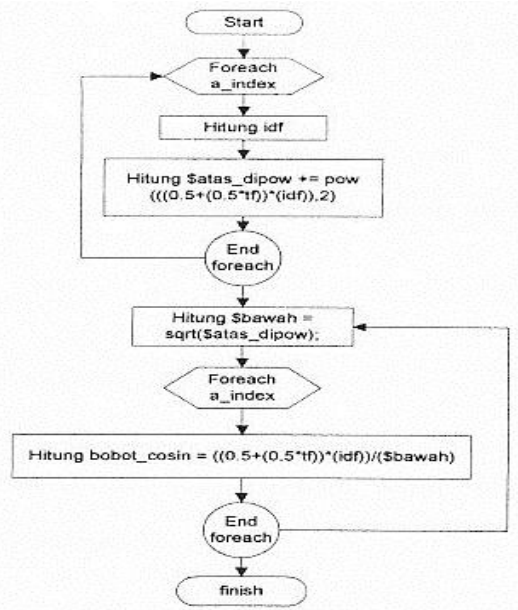 Start
Foreach
a_index
Hitung idf
Hitung $atas_dipow += pow
(((0.5+(0.5*tf))*(idf)),2)
End
foreach
Hitung $bawah =
sqrt($atas_dipow);
Foreach
a_index
Hitung bobot_cosin = ((0.5+(0.5*tf))*(idf))/($bawah)
End
foreach
finish